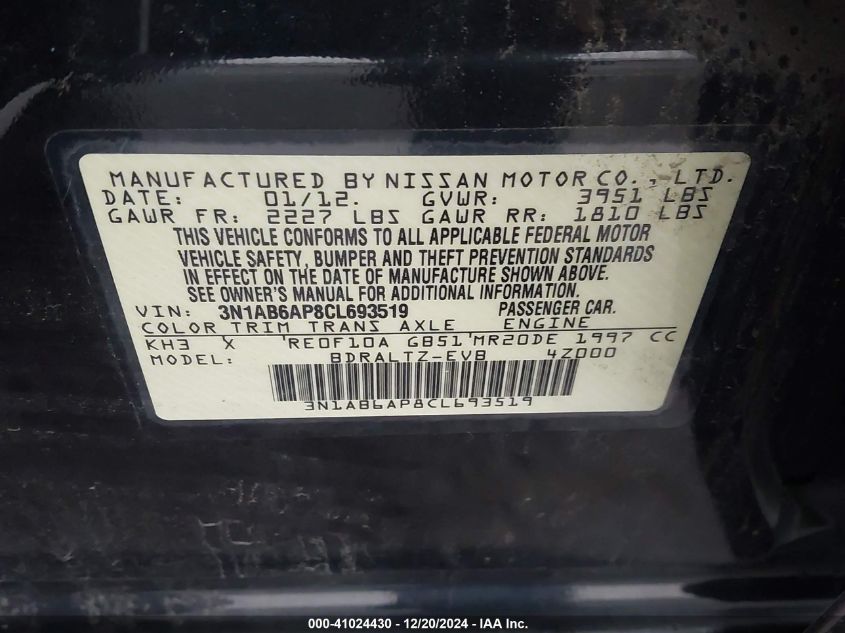 MANUFACTURED BY NISSAN MOTOR CO., LTD.
DATE: 01/12. GVWR: 3951 LBS
GAWR FR: 2227 LBS GAWR RR: 1810 LBS
THIS VEHICLE CONFORMS TO ALL APPLICABLE FEDERAL MOTOR
VEHICLE SAFETY, BUMPER AND THEFT PREVENTION STANDARDS
IN EFFECT ON THE DATE OF MANUFACTURE SHOWN ABOVE.
SEE OWNER'S MANUAL FOR ADDITIONAL INFORMATION.
VIN: 3N1AB6AP8CL693519 PASSENGER CAR.
COLOR TRIM TRANS AXLE ENGINE
KH3 X 'RE0F10A GB51'MR20DE 1997 CC
MODEL: BDRALTZ-EVB 4Z000
3N1AB6AP8CL693519
000-41024430 - 12/20/2024 - IAA Inc.